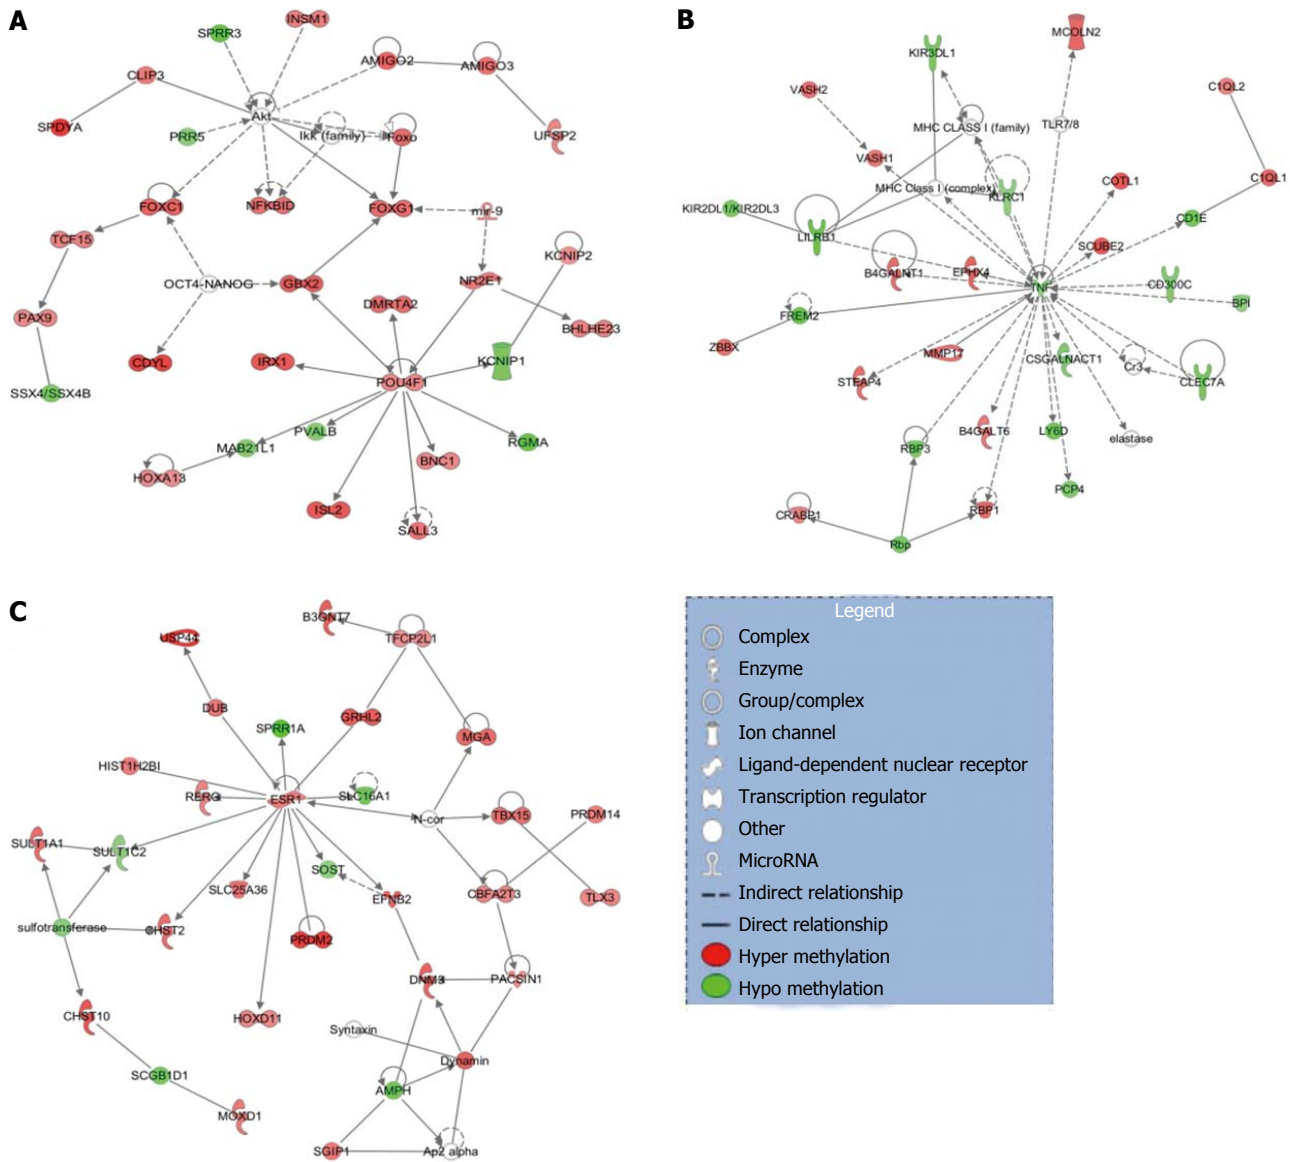 A
INSM1
SPRR3
AMIGO2
AMIGO3
CLIP3
Akt
SPDYA
PRR5
Ikk (family)
Foxo
UFSP2
FOXC1
NFKBID
FOXG1
mir-9
TCF15
KCNIP2
OCT4-NANOG
GBX2
NR2E1
DMRTA2
PAX9
BHLHE23
CDYL
IRX1
KCNIP1
POU4F1
SSX4/SSX4B
PVALB
MAB21L1
RGMA
BNC1
HOXA13
ISL2
SALL3
B
MCOLN2
KIR3DL1
VASH2
C1QL2
MHC CLASS I (family)
TLR7/8
VASH1
MHC Class I (complex)
KLRC1
COTL1
C1QL1
KIR2DL1/KIR2DL3
CD1E
LILRB1
SCUBE2
B4GALNT1
EPHX4
TNF
CD300C
BPI
FREM2
ZBBX
MMP17
CSGALNACT1
Cr3
CLEC7A
STEAP4
B4GALT6
LY6D
elastase
RBP3
PCP4
CRABP1
RBP1
Rbp
C
B3GNT7
USP44
TFCP2L1
DUB
GRHL2
SPRR1A
MGA
HIST1H2BI
RERG
ESR1
SLC16A1
N-cor
TBX15
PRDM14
SULT1A1
SULT1C2
SOST
SLC25A36
EFNB2
CBFA2T3
TLX3
sulfotransferase
CHST2
PRDM2
DNM3
PACSIN1
CHST10
HOXD11
Syntaxin
Dynamin
SCGB1D1
AMPH
MOXD1
SGIP1
Ap2 alpha
Legend
Complex
Enzyme
Group/complex
Ion channel
Ligand-dependent nuclear receptor
Transcription regulator
Other
MicroRNA
Indirect relationship
Direct relationship
Hyper methylation
Hypo methylation